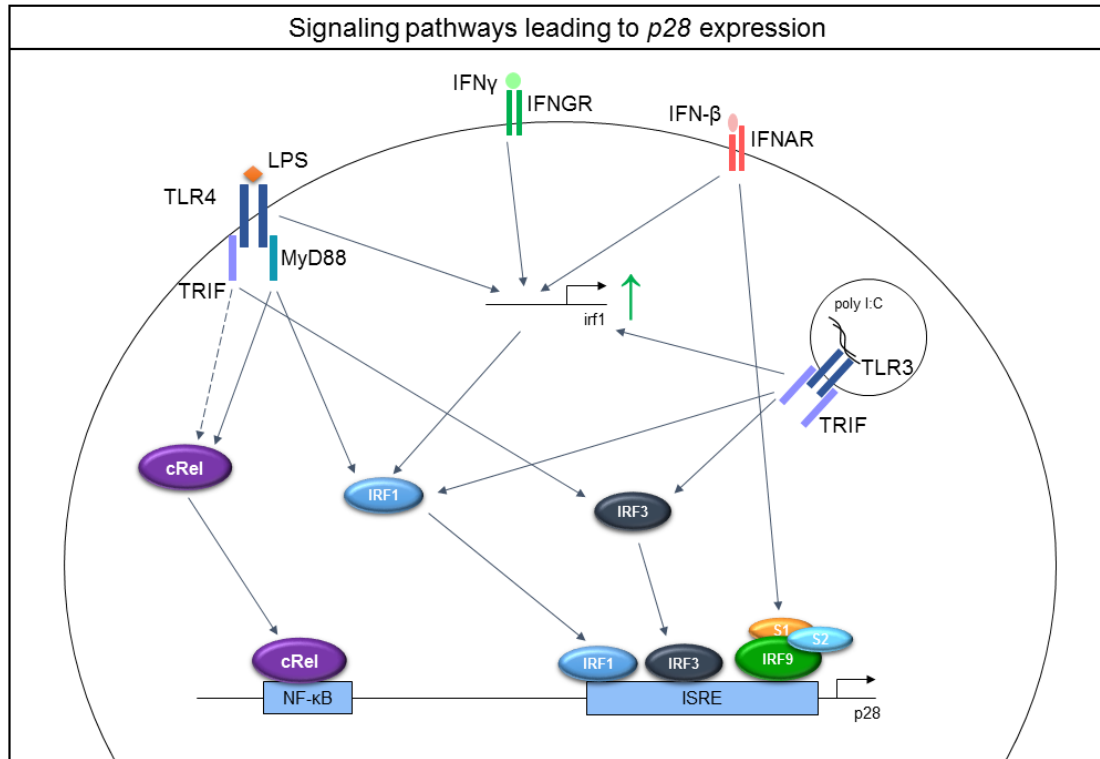 Signaling pathways leading to p28 expression
IFNγ
IFNGR
IFN-β
IFNAR
LPS
TLR4
MyD88
TRIF
irf1
poly I:C
TLR3
TRIF
cRel
IRF1
IRF3
cRel
IRF1
IRF3
S1
S2
IRF9
NF-κB
ISRE
p28